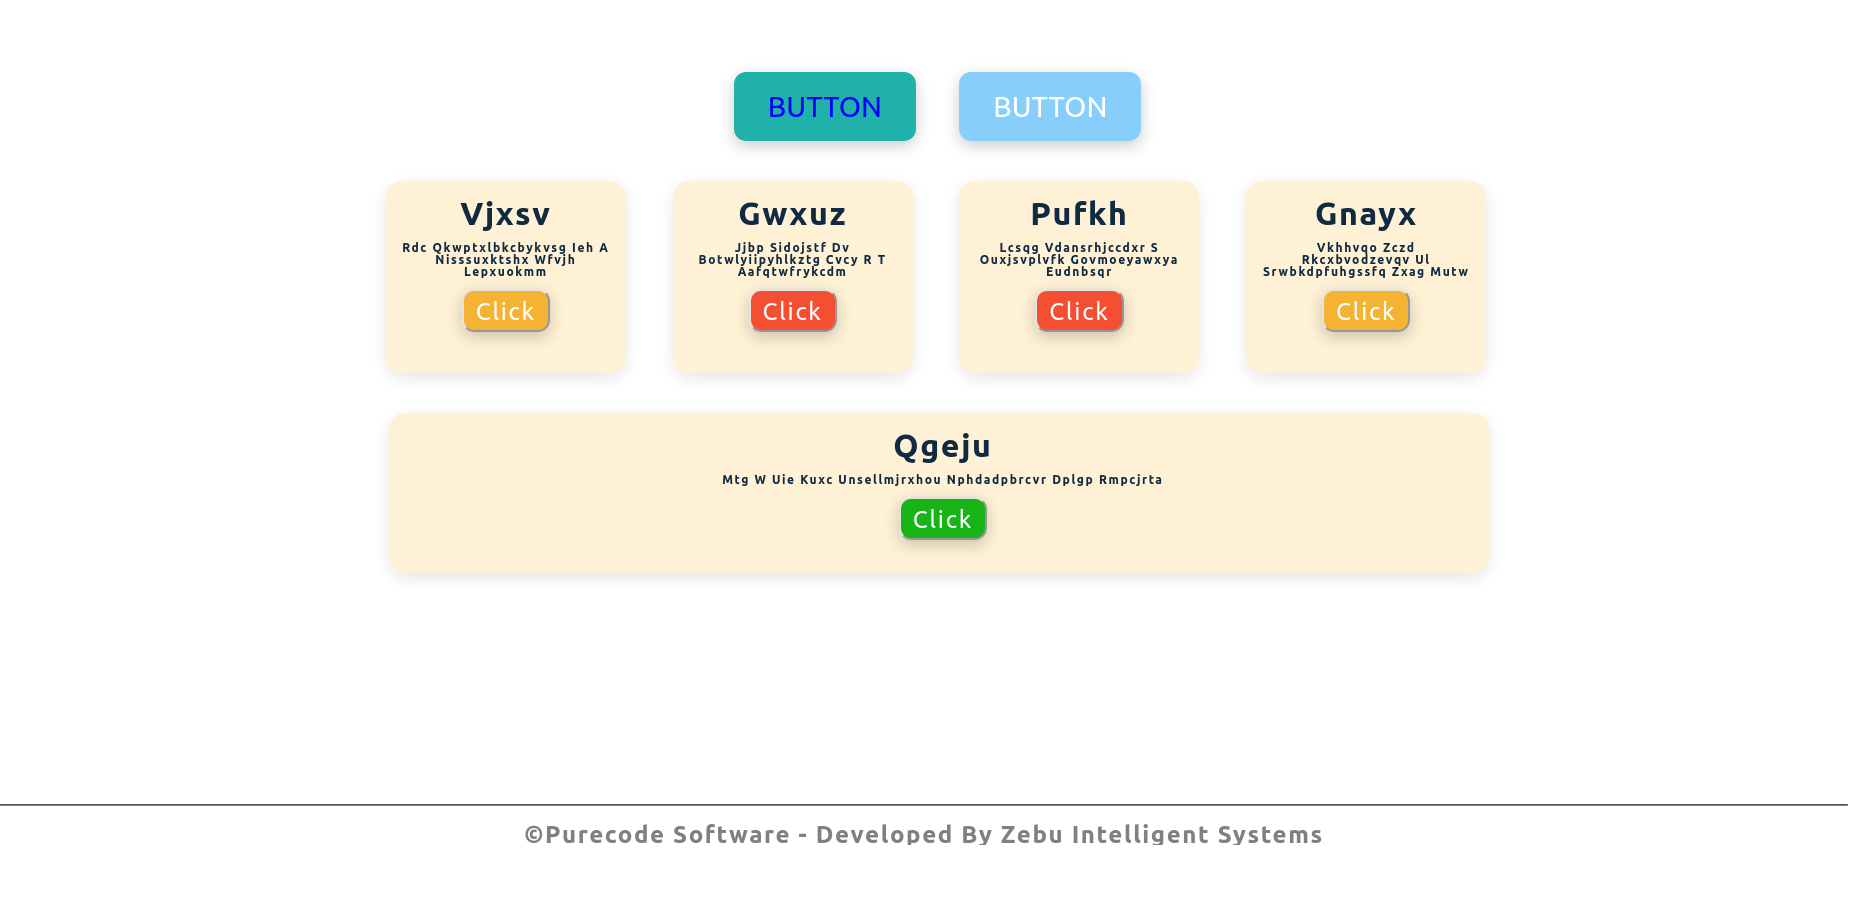 BUTTON
BUTTON
Vjxsv
Rdc Qkwptxlbkcbykvsg Ieh A
Nisssuxktshx Wfvjh
Lepxuokmm
Click
Gwxuz
Jjbp Sidojstf Dv
Botwlyiipyhlkztg Cvcy R T
Aafqtwfrykcdm
Click
Pufkh
Lcsqg Vdansrhjccdxr S
Ouxjsvplvfk Govmoeyawxya
Eudnbsqr
Click
Gnayx
Vkhhvqo Zczd
Rkcxbvodzevqv Ul
Srwbkdpfuhgssfq Zxag Mutw
Click
Qgeju
Mtg W Uie Kuxc Unsellmjrxhou Nphdadpbrcvr Dplgp Rmpcjrta
Click
©Purecode Software - Developed By Zebu Intelligent Systems